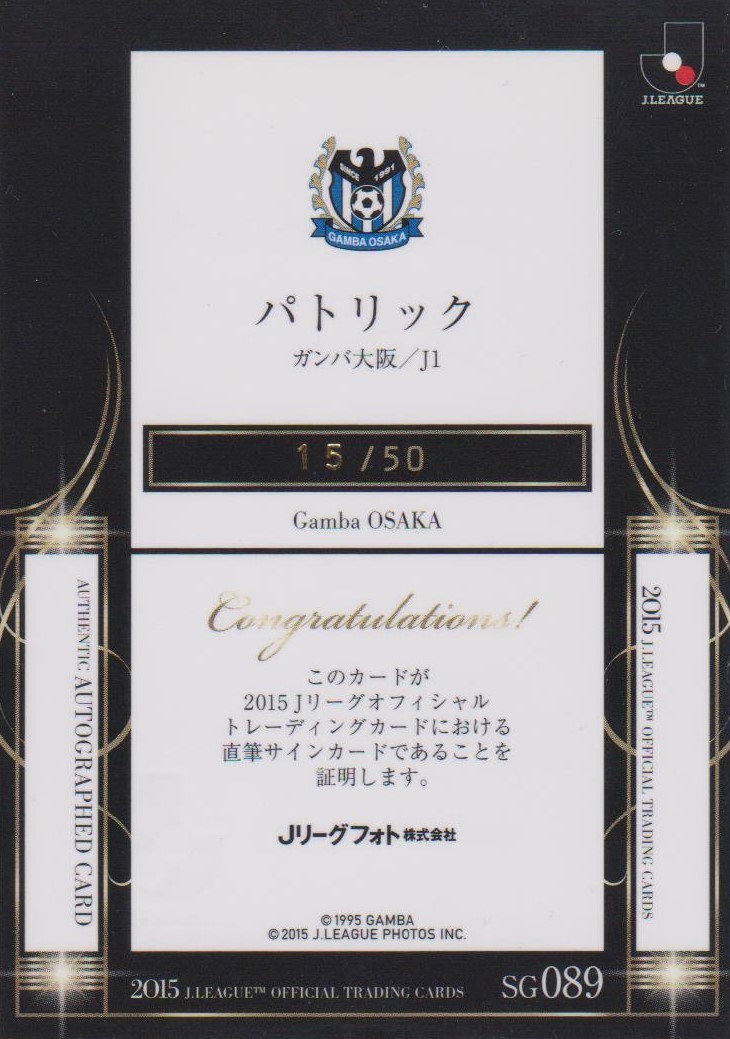 J.LEAGUE™
SINCE 1991
GAMBA OSAKA
パトリック
ガンバ大阪／J1
15/50
Gamba OSAKA
Congratulations!
このカードが
2015 Jリーグオフィシャル
トレーディングカードにおける
直筆サインカードであることを
証明します。
Jリーグフォト株式会社
©1995 GAMBA
©2015 J.LEAGUE PHOTOS INC.
AUTHENTIC AUTOGRAPHED CARD
2015 J.LEAGUE™ OFFICIAL TRADING CARDS
2015 J.LEAGUE™ OFFICIAL TRADING CARDS
SG089